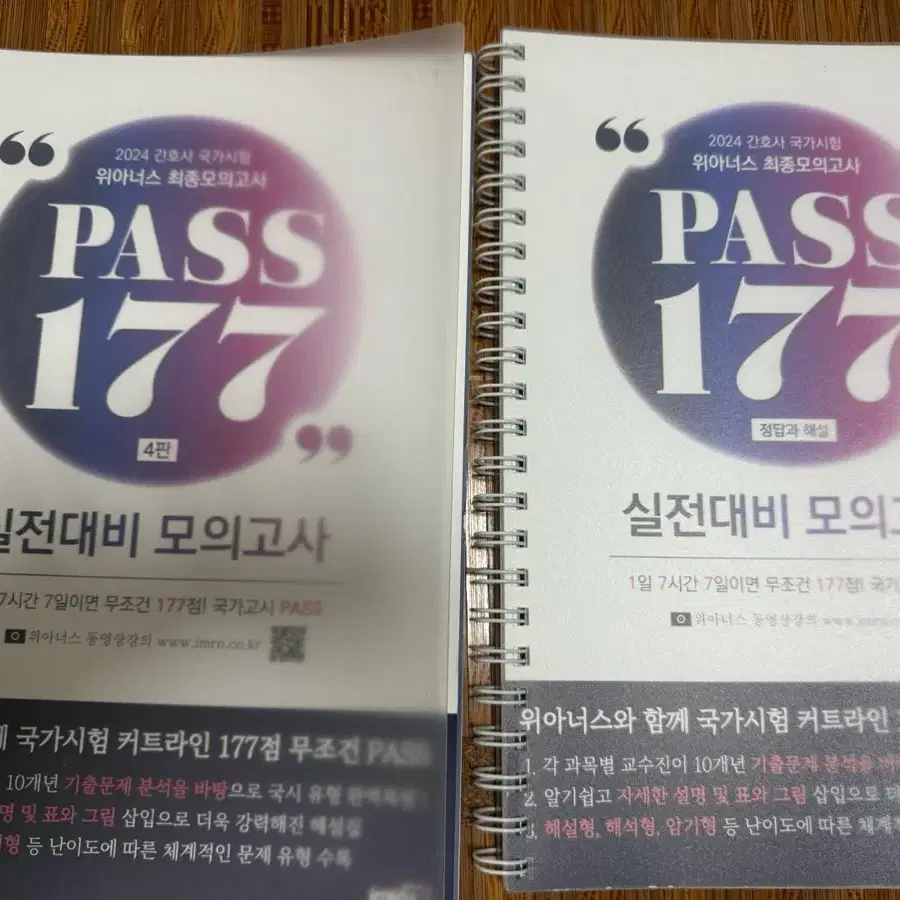 2024 간호사 국가시험
위아너스 최종모의고사
PASS
177
4판
실전대비 모의고사
7시간 7일이면 무조건 177점! 국가고시 PASS
위아너스 동영상강의 www.imrn.co.kr
국가시험 커트라인 177점 무조건 PASS
10개년 기출문제 분석을 바탕으로 국시 유형
및 표와 그림 삽입으로 더욱 강력해진 해설집
등 난이도에 따른 체계적인 문제 유형 수록
2024 간호사 국가시험
위아너스 최종모의고사
PASS
177
정답과 해설
실전대비 모의고
1일 7시간 7일이면 무조건 177점! 국가
위아너스 동영상강의 www.imrn
위아너스와 함께 국가시험 커트라인
1. 각 과목별 교수진이 10개년 기출문제 분석을
2. 알기쉽고 자세한 설명 및 표와 그림 삽입으로
3. 해설형, 해석형, 암기형 등 난이도에 따른 체계